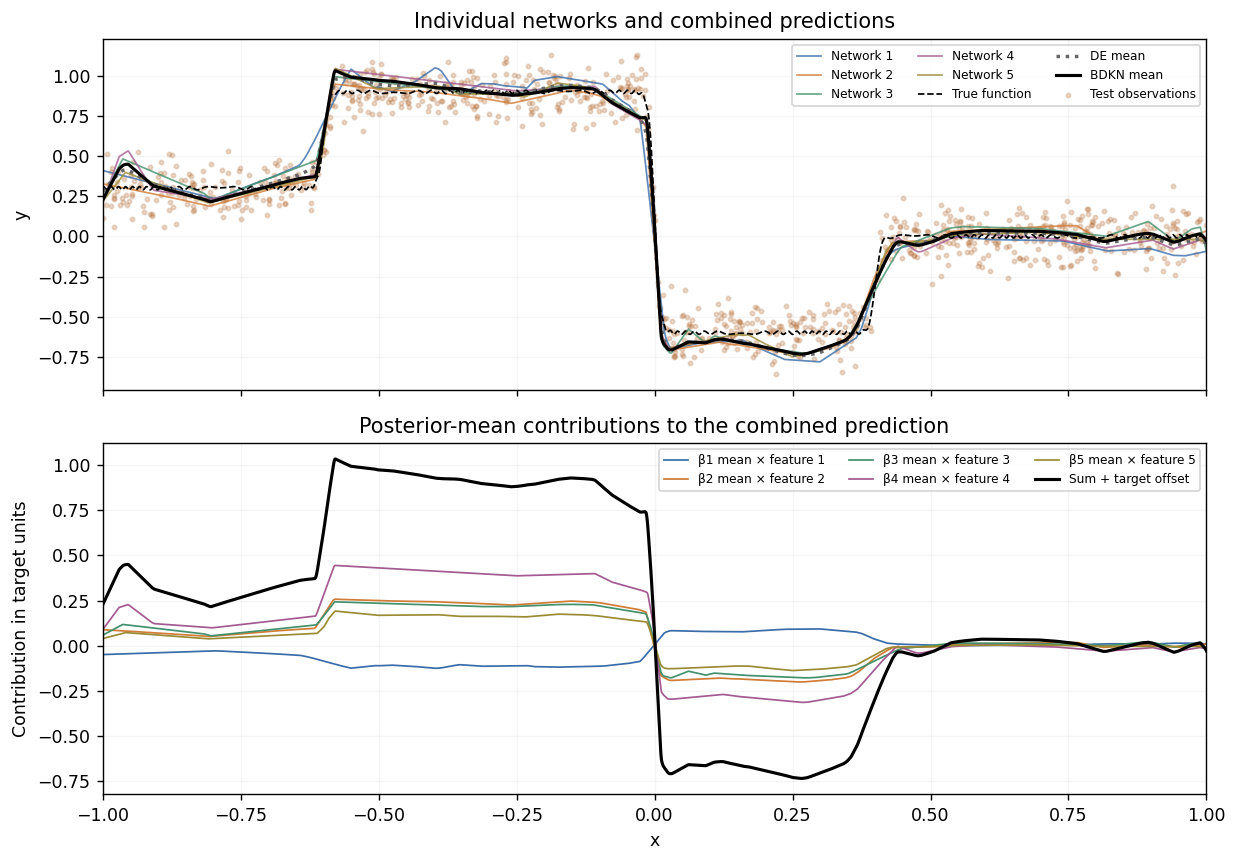 Individual networks and combined predictions
Network 1
Network 2
Network 3
Network 4
Network 5
True function
DE mean
BDKN mean
Test observations
1.00
0.75
0.50
0.25
0.00
−0.25
−0.50
−0.75
y
Posterior-mean contributions to the combined prediction
β1 mean × feature 1
β2 mean × feature 2
β3 mean × feature 3
β4 mean × feature 4
β5 mean × feature 5
Sum + target offset
1.00
0.75
0.50
0.25
0.00
−0.25
−0.50
−0.75
Contribution in target units
−1.00 −0.75 −0.50 −0.25 0.00 0.25 0.50 0.75 1.00
x